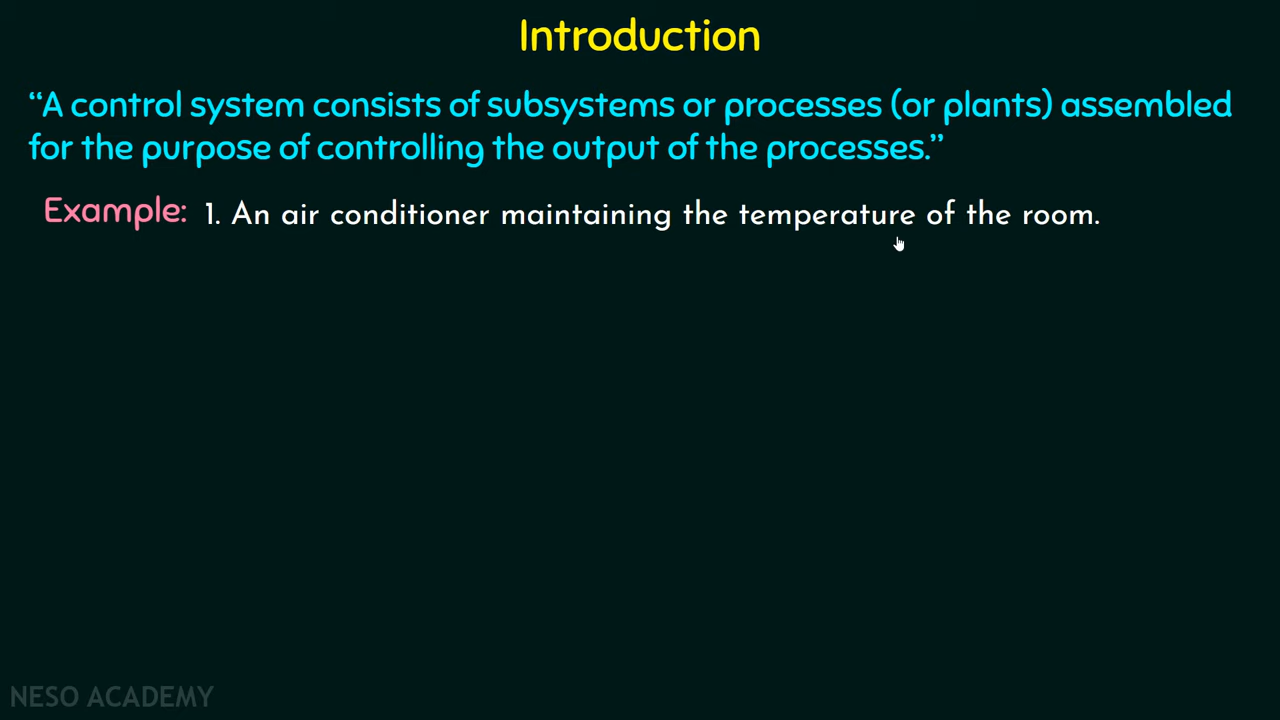 Introduction
“A control system consists of subsystems or processes (or plants) assembled
for the purpose of controlling the output of the processes.”
Example: 1. An air conditioner maintaining the temperature of the room.
NESO ACADEMY